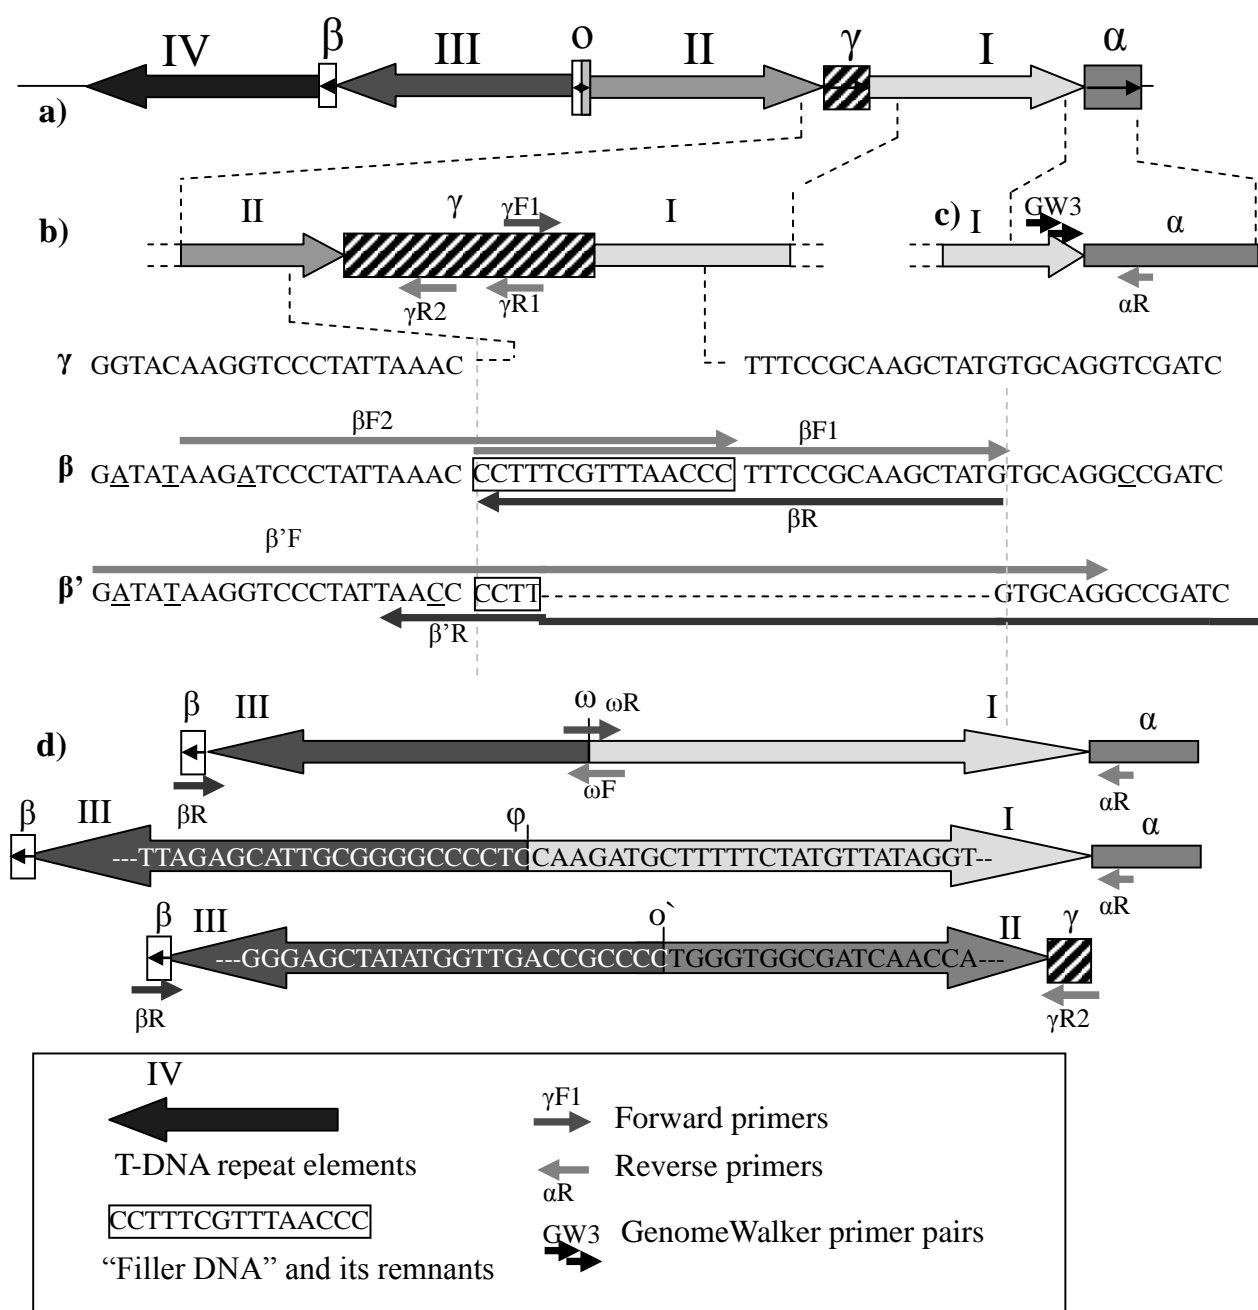 IV β III o II γ I α
a)
b) II γ γF1 I c) I GW3 α
γR2 γR1 αR
γ GGTACAAGGTCCCTATTAAAC TTTCCGCAAGCTATGTGCAGGTCGATC
βF2 βF1
β GATATAAGATCCCTATTAAAC CCTTTCGTTTAACCC TTTCCGCAAGCTATGTGCAGGCCGATC
βR
β’F
β’ GATATAAGGTCCCTATTAACC CCTT GTGCAGGCCGATC
β’R
d) β III ω ωR I α
βR ωF αR
β III φ I α
---TTAGAGCATTGCGGGGCCCCTCCAAGATGCTTTTTCTATGTTATAGGT--
αR
β III o` II γ
---GGGAGCTATATGGTTGACCGCCCCTGGGTGGCGATCAACCA---
βR γR2
IV
T-DNA repeat elements
CCTTTCGTTTAACCC
“Filler DNA” and its remnants
γF1 Forward primers
αR Reverse primers
GW3 GenomeWalker primer pairs